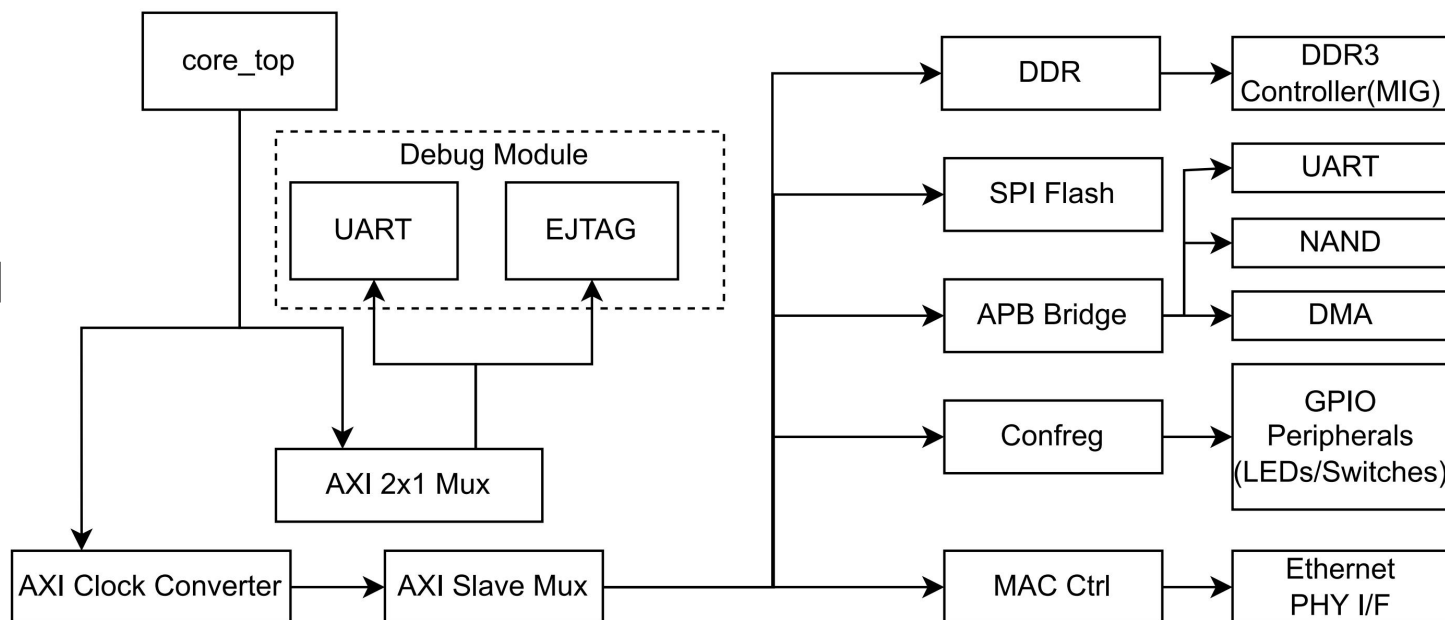 core_top
Debug Module
UART
EJTAG
AXI 2x1 Mux
AXI Clock Converter
AXI Slave Mux
DDR
SPI Flash
APB Bridge
Confreg
MAC Ctrl
DDR3
Controller(MIG)
UART
NAND
DMA
GPIO
Peripherals
(LEDs/Switches)
Ethernet
PHY I/F